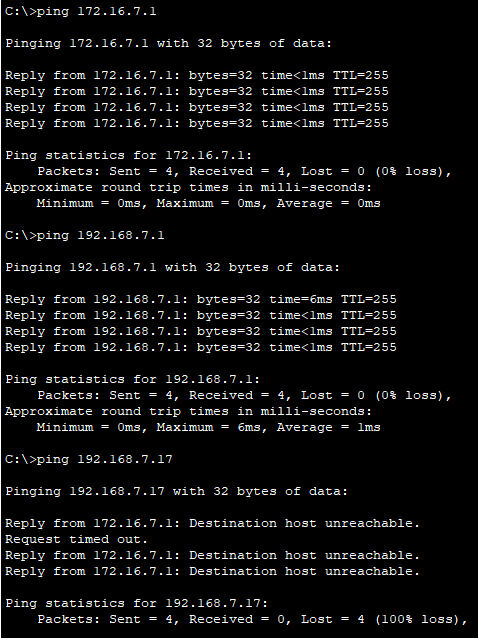 C:\>ping 172.16.7.1
Pinging 172.16.7.1 with 32 bytes of data:
Reply from 172.16.7.1: bytes=32 time<1ms TTL=255
Reply from 172.16.7.1: bytes=32 time<1ms TTL=255
Reply from 172.16.7.1: bytes=32 time<1ms TTL=255
Reply from 172.16.7.1: bytes=32 time<1ms TTL=255
Ping statistics for 172.16.7.1:
    Packets: Sent = 4, Received = 4, Lost = 0 (0% loss),
Approximate round trip times in milli-seconds:
    Minimum = 0ms, Maximum = 0ms, Average = 0ms
C:\>ping 192.168.7.1
Pinging 192.168.7.1 with 32 bytes of data:
Reply from 192.168.7.1: bytes=32 time=6ms TTL=255
Reply from 192.168.7.1: bytes=32 time<1ms TTL=255
Reply from 192.168.7.1: bytes=32 time<1ms TTL=255
Reply from 192.168.7.1: bytes=32 time<1ms TTL=255
Ping statistics for 192.168.7.1:
    Packets: Sent = 4, Received = 4, Lost = 0 (0% loss),
Approximate round trip times in milli-seconds:
    Minimum = 0ms, Maximum = 6ms, Average = 1ms
C:\>ping 192.168.7.17
Pinging 192.168.7.17 with 32 bytes of data:
Reply from 172.16.7.1: Destination host unreachable.
Request timed out.
Reply from 172.16.7.1: Destination host unreachable.
Reply from 172.16.7.1: Destination host unreachable.
Ping statistics for 192.168.7.17:
    Packets: Sent = 4, Received = 0, Lost = 4 (100% loss),